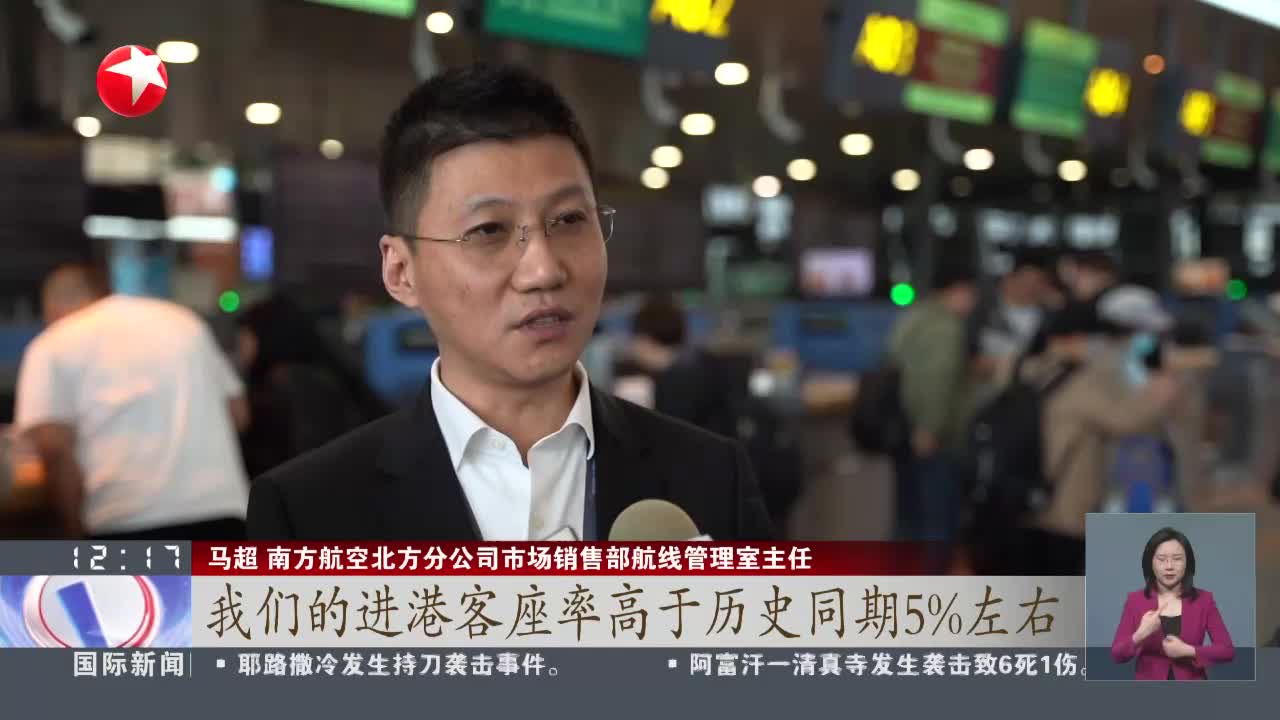 A02
A03
12:17
马超 南方航空北方分公司市场销售部航线管理室主任
我们的进港客座率高于历史同期5%左右
国际新闻
▪ 耶路撒冷发生持刀袭击事件。
▪ 阿富汗一清真寺发生袭击致6死1伤。